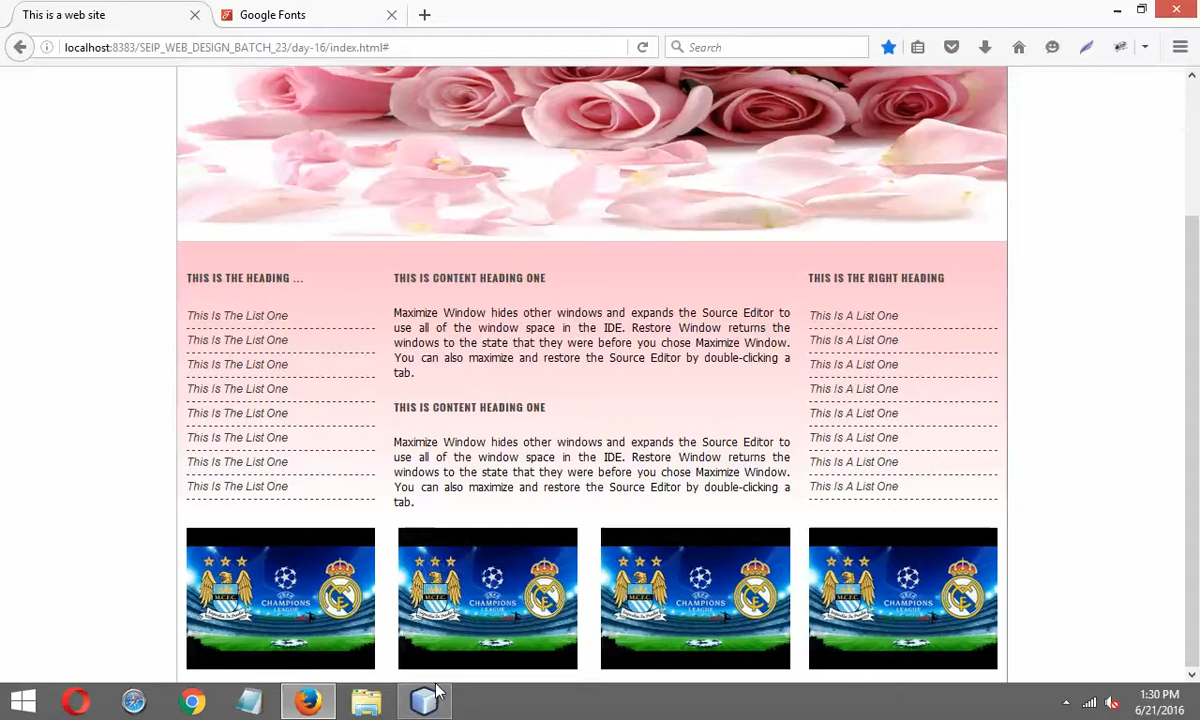 This is a web site
Google Fonts
localhost:8383/SEIP_WEB_DESIGN_BATCH_23/day-16/index.html#
Search
THIS IS THE HEADING ...
This Is The List One
This Is The List One
This Is The List One
This Is The List One
This Is The List One
This Is The List One
This Is The List One
This Is The List One
THIS IS CONTENT HEADING ONE
Maximize Window hides other windows and expands the Source Editor to
use all of the window space in the IDE. Restore Window returns the
windows to the state that they were before you chose Maximize Window.
You can also maximize and restore the Source Editor by double-clicking a
tab.
THIS IS CONTENT HEADING ONE
Maximize Window hides other windows and expands the Source Editor to
use all of the window space in the IDE. Restore Window returns the
windows to the state that they were before you chose Maximize Window.
You can also maximize and restore the Source Editor by double-clicking a
tab.
THIS IS THE RIGHT HEADING
This Is A List One
This Is A List One
This Is A List One
This Is A List One
This Is A List One
This Is A List One
This Is A List One
This Is A List One
M.C.F.C.
CHAMPIONS
LEAGUE
M.C.F.C.
CHAMPIONS
LEAGUE
M.C.F.C.
CHAMPIONS
LEAGUE
M.C.F.C.
CHAMPIONS
LEAGUE
1:30 PM
6/21/2016